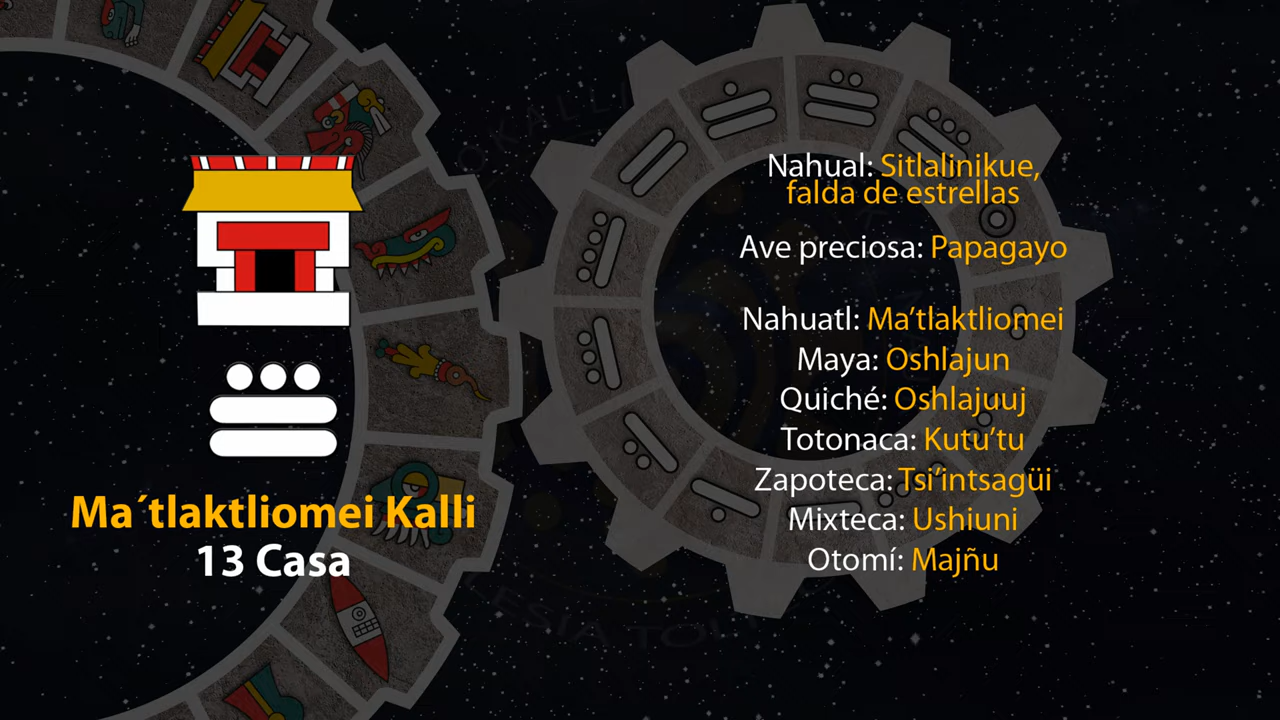 Ma´tlaktliomei Kalli
13 Casa
Nahual: Sitlalinikue,
falda de estrellas
Ave preciosa: Papagayo
Nahuatl: Ma’tlaktliomei
Maya: Oshlajun
Quiché: Oshlajuuj
Totonaca: Kutu’tu
Zapoteca: Tsi’intsagüi
Mixteca: Ushiuni
Otomí: Majñu